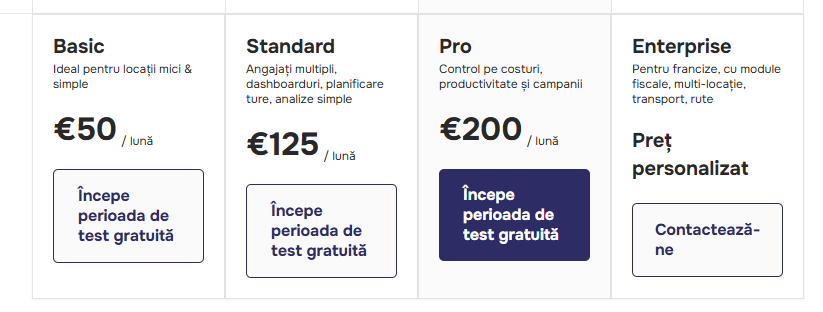 Basic
Ideal pentru locații mici &
simple
€50 / lună
Începe
perioada de
test gratuită
Standard
Angajați multipli,
dashboarduri, planificare
ture, analize simple
€125 / lună
Începe
perioada de
test gratuită
Pro
Control pe costuri,
productivitate și campanii
€200 / lună
Începe
perioada de
test gratuită
Enterprise
Pentru francize, cu module
fiscale, multi-locație,
transport, rute
Preț
personalizat
Contactează-
ne